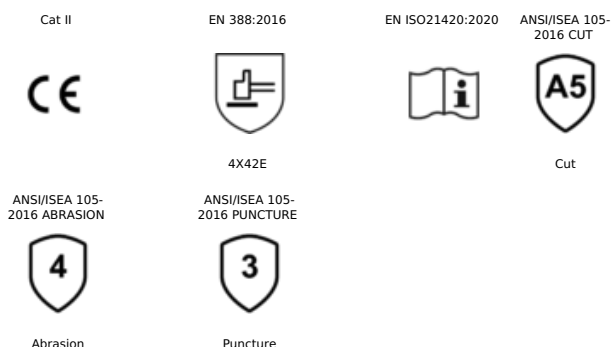 Cat II
EN 388:2016
EN ISO21420:2020
ANSI/ISEA 105-
2016 CUT
CE
i
A5
4X42E
Cut
ANSI/ISEA 105-
2016 ABRASION
ANSI/ISEA 105-
2016 PUNCTURE
4
3
Abrasion
Puncture